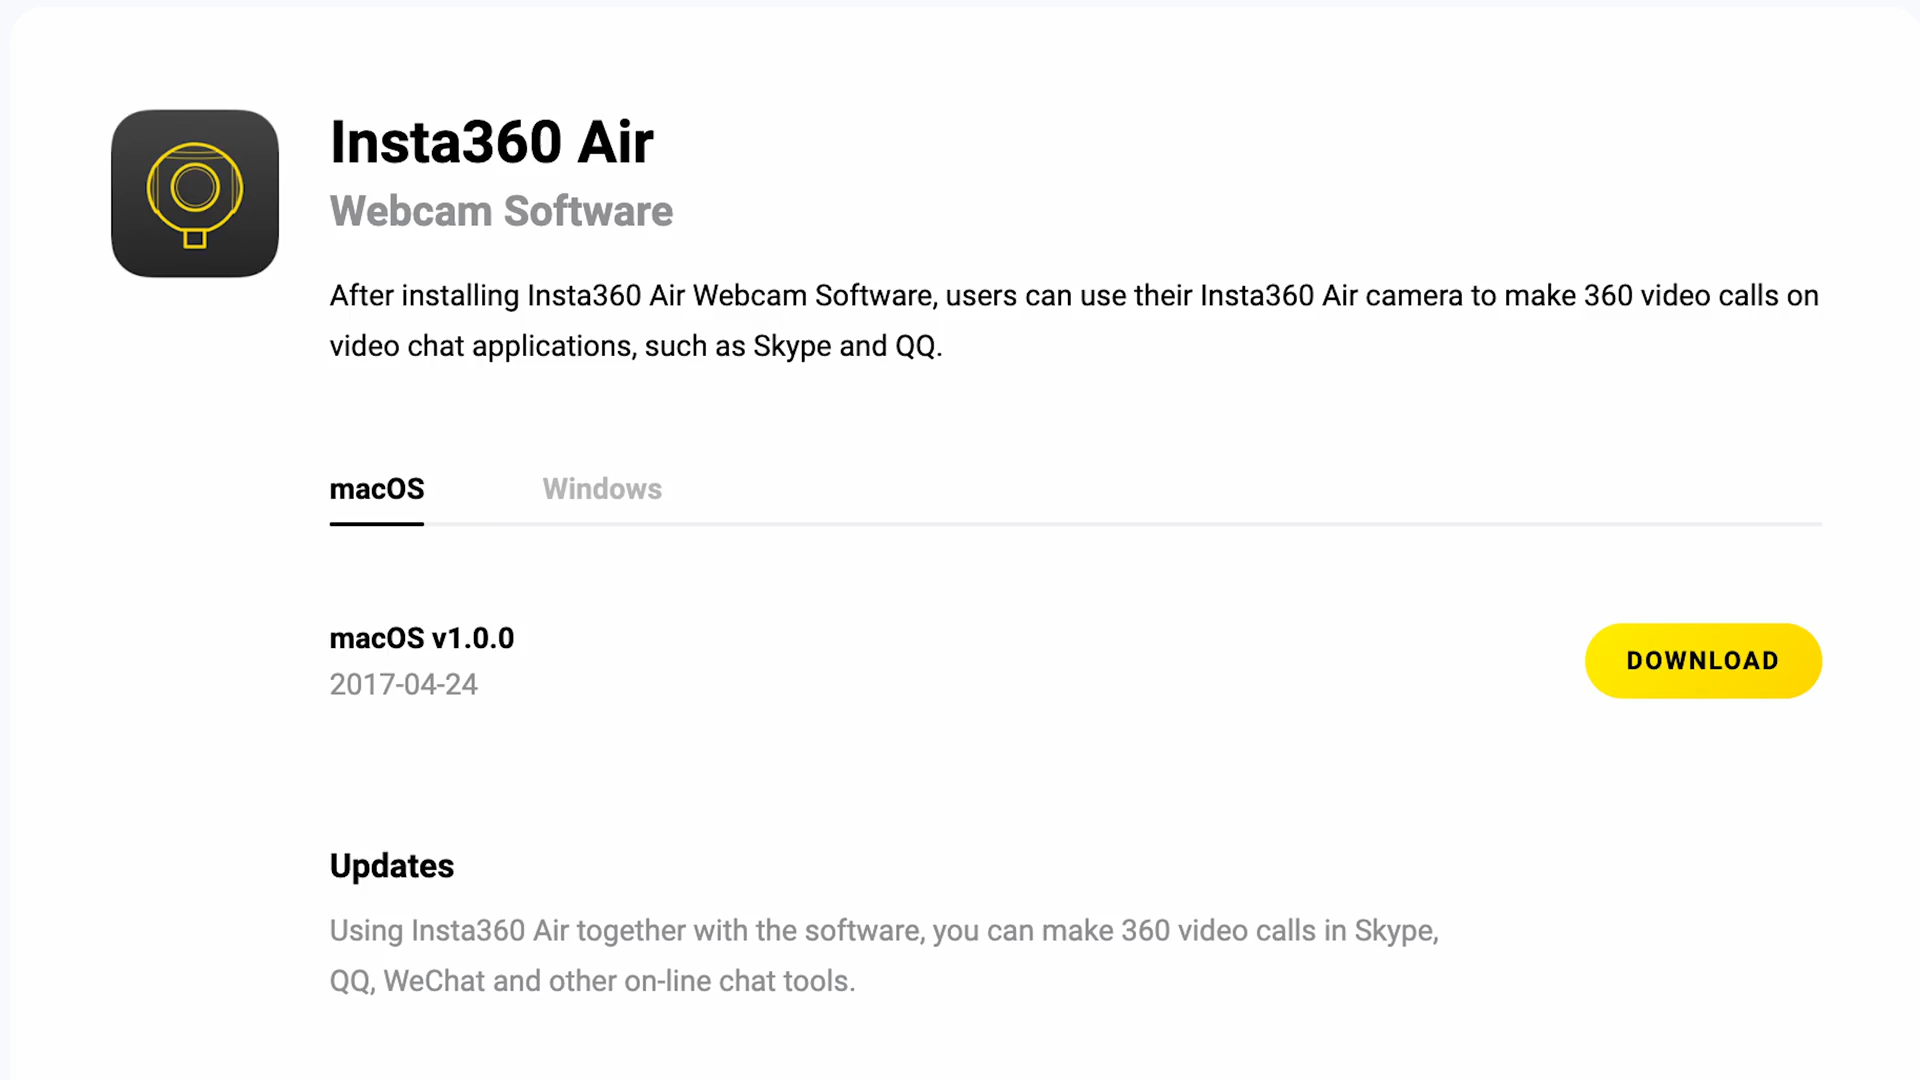 Insta360 Air
Webcam Software
After installing Insta360 Air Webcam Software, users can use their Insta360 Air camera to make 360 video calls on
video chat applications, such as Skype and QQ.
macOS
Windows
macOS v1.0.0
2017-04-24
DOWNLOAD
Updates
Using Insta360 Air together with the software, you can make 360 video calls in Skype,
QQ, WeChat and other on-line chat tools.